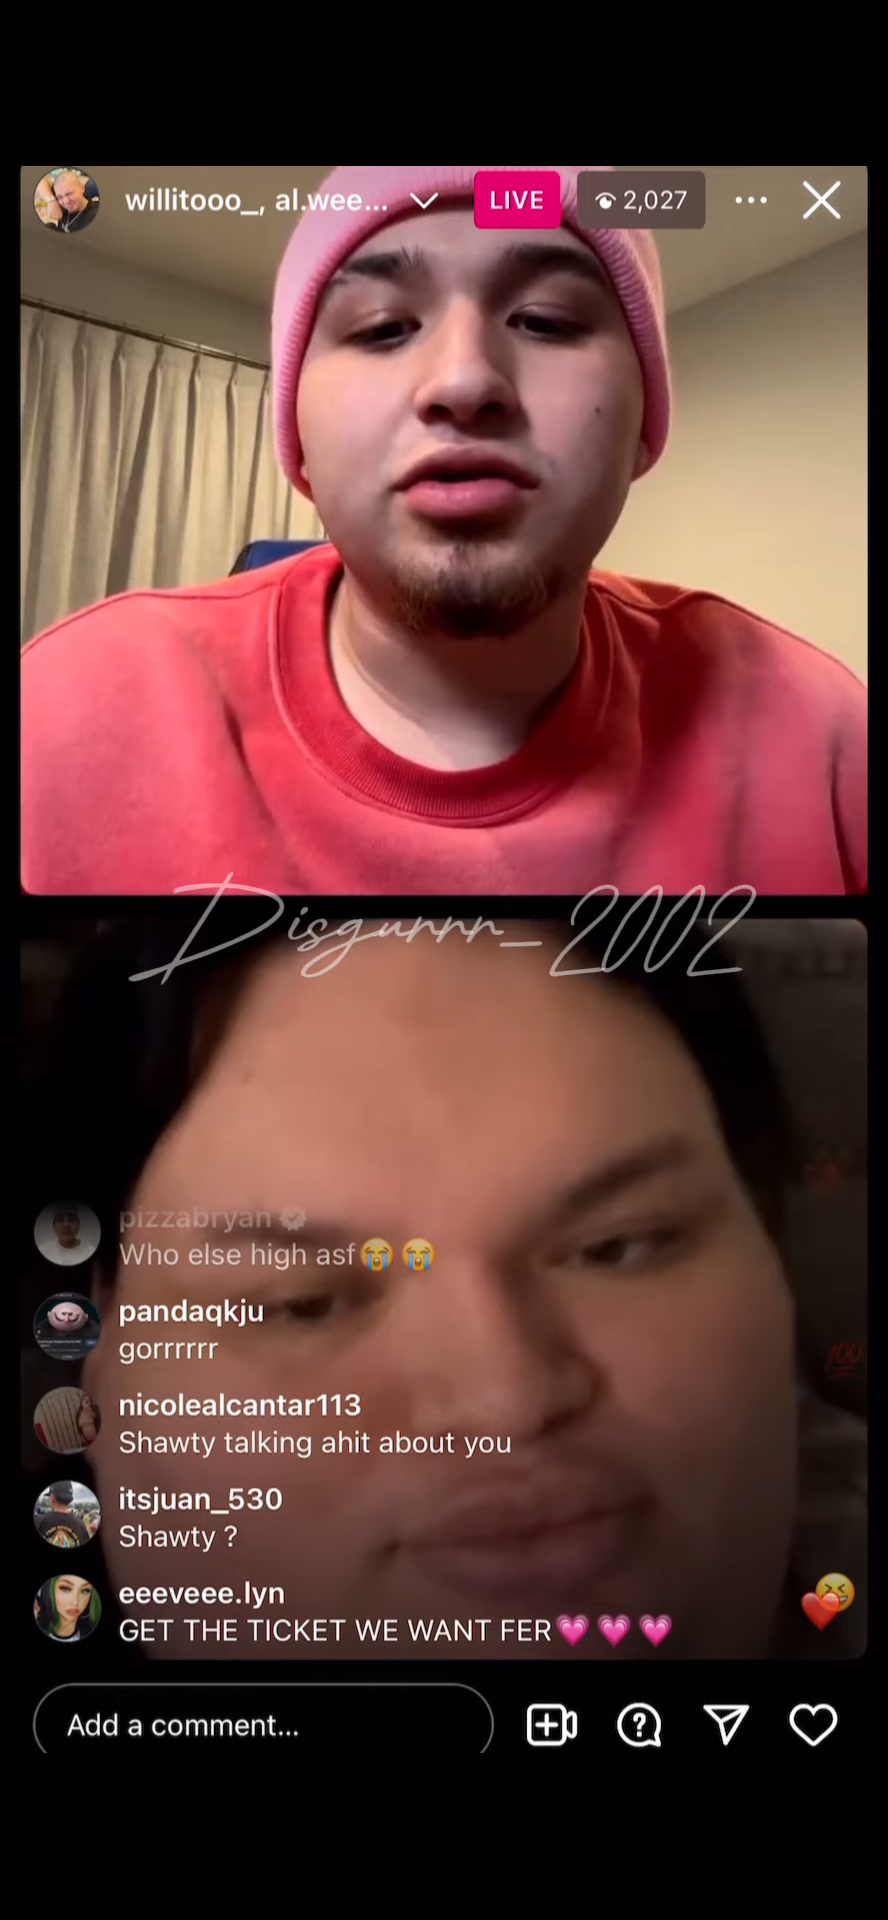 willitooo_, al.wee...
LIVE
2,027
Disgunnn_2002
pizzabryan
Who else high asf😭😭
pandaqkju
gorrrrrr
nicolealcantar113
Shawty talking ahit about you
itsjuan_530
Shawty ?
eeeveee.lyn
GET THE TICKET WE WANT FER💗💗💗
Add a comment...